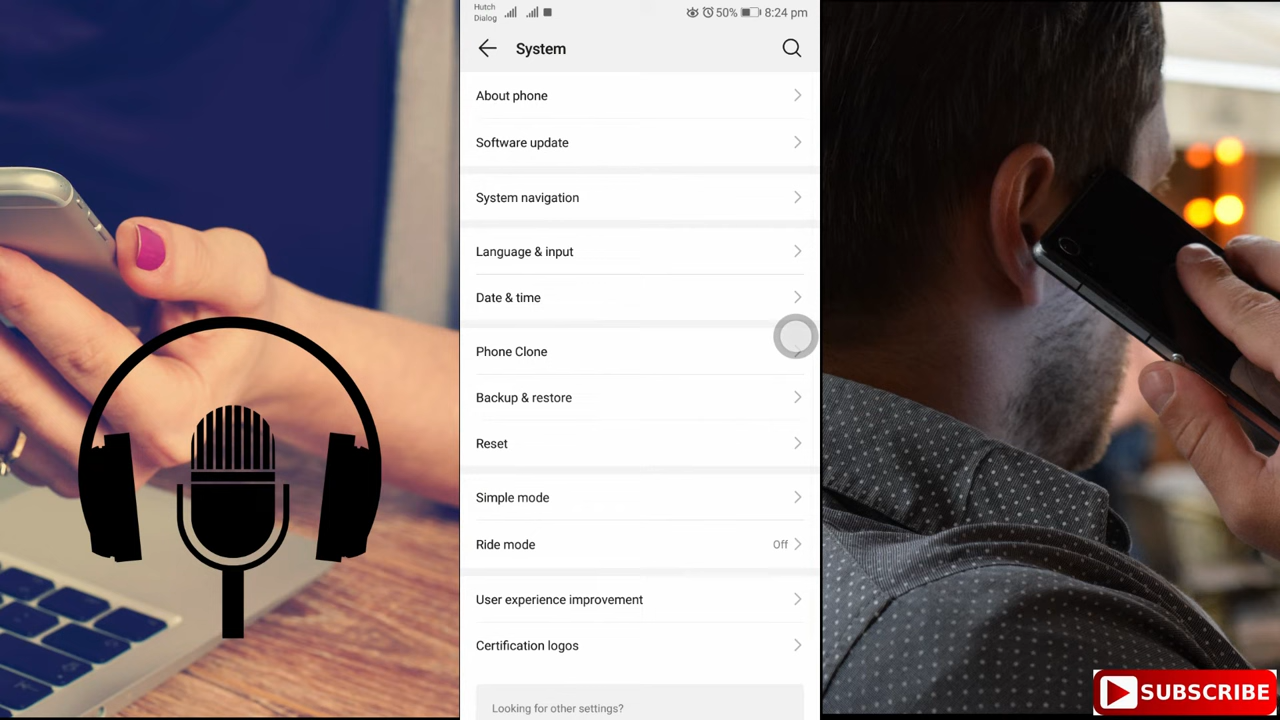 Hutch
Dialog
50% 8:24 pm
System
About phone
Software update
System navigation
Language & input
Date & time
Phone Clone
Backup & restore
Reset
Simple mode
Ride mode Off
User experience improvement
Certification logos
Looking for other settings?
SUBSCRIBE